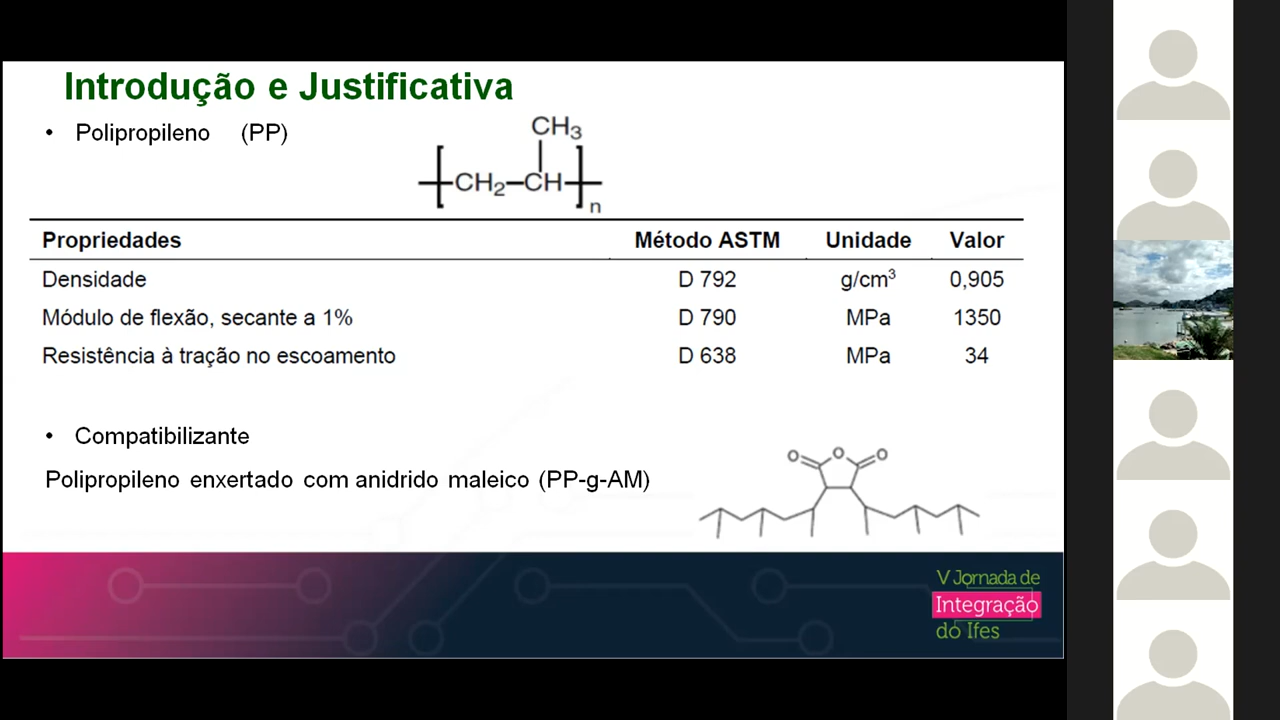 Introdução e Justificativa
• Polipropileno (PP)
CH3
CH2 CH
n
Propriedades Método ASTM Unidade Valor
Densidade D 792 g/cm³ 0,905
Módulo de flexão, secante a 1% D 790 MPa 1350
Resistência à tração no escoamento D 638 MPa 34
• Compatibilizante
Polipropileno enxertado com anidrido maleico (PP-g-AM)
O O O
V Jornada de
Integração
do Ifes